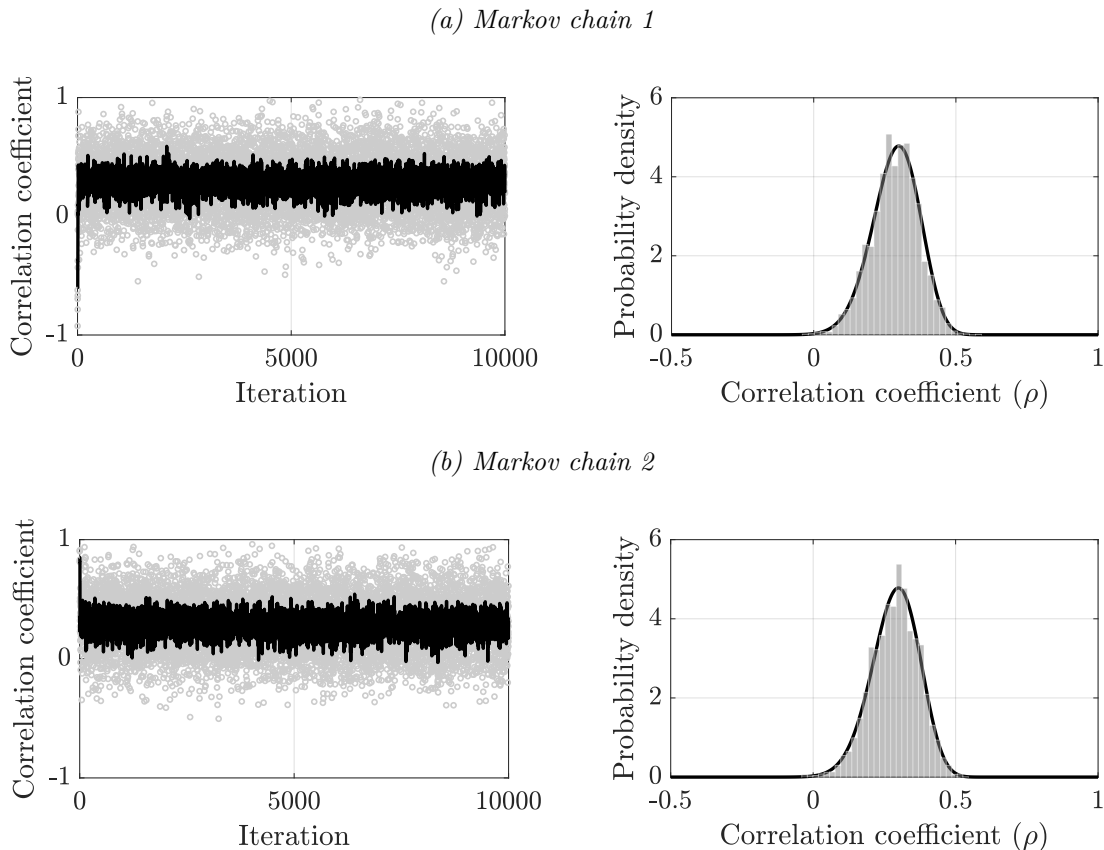 (a) Markov chain 1
Correlation coefficient
1
0
-1
0 5000 10000
Iteration
Probability density
6
4
2
0
-0.5 0 0.5 1
Correlation coefficient (ρ)
(b) Markov chain 2
Correlation coefficient
1
0
-1
0 5000 10000
Iteration
Probability density
6
4
2
0
-0.5 0 0.5 1
Correlation coefficient (ρ)